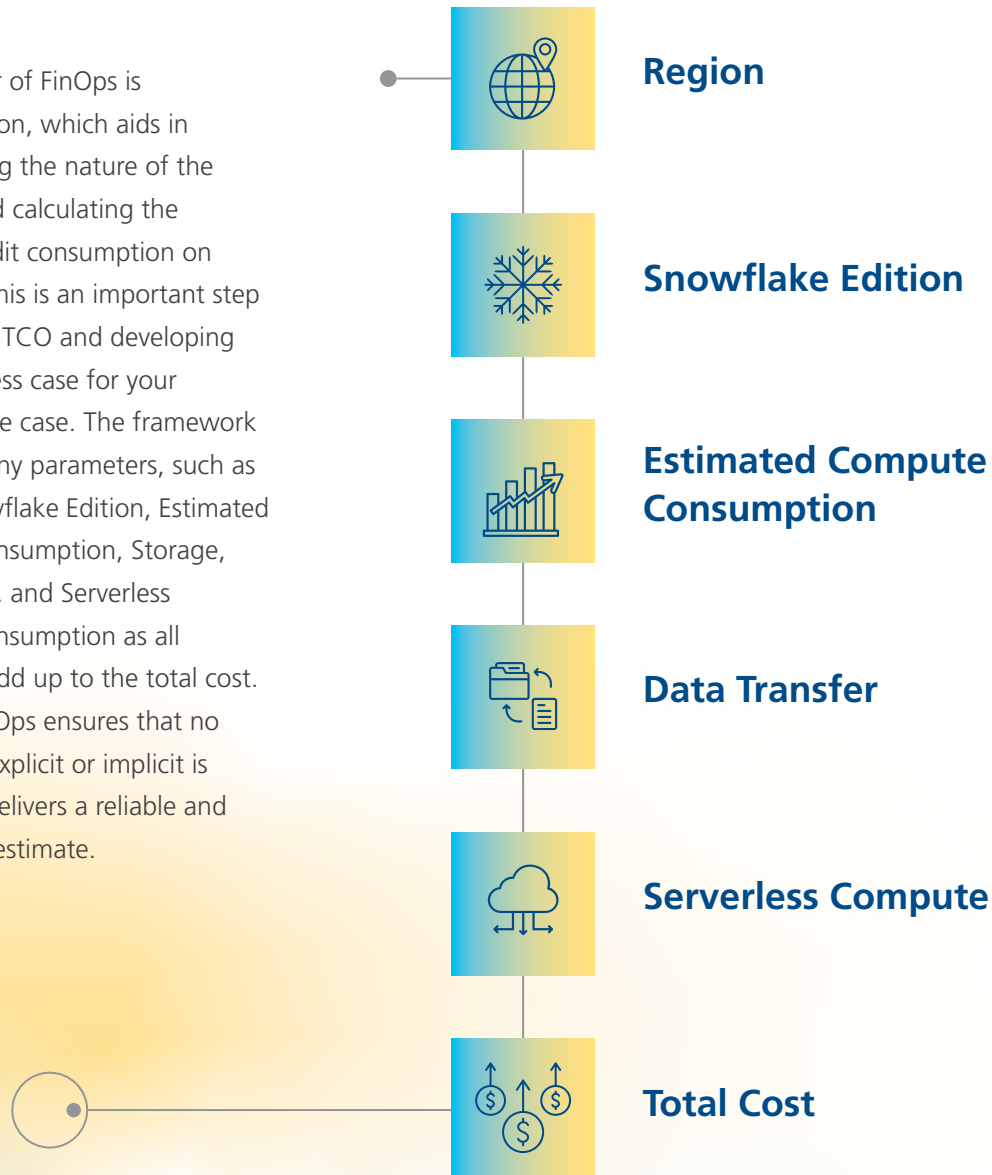 r of FinOps is
on, which aids in
g the nature of the
d calculating the
dit consumption on
his is an important step
TCO and developing
ess case for your
e case. The framework
ny parameters, such as
wflake Edition, Estimated
nsumption, Storage,
, and Serverless
nsumption as all
dd up to the total cost.
Ops ensures that no
xplicit or implicit is
elivers a reliable and
estimate.
Region
Snowflake Edition
Estimated Compute
Consumption
Data Transfer
Serverless Compute
Total Cost